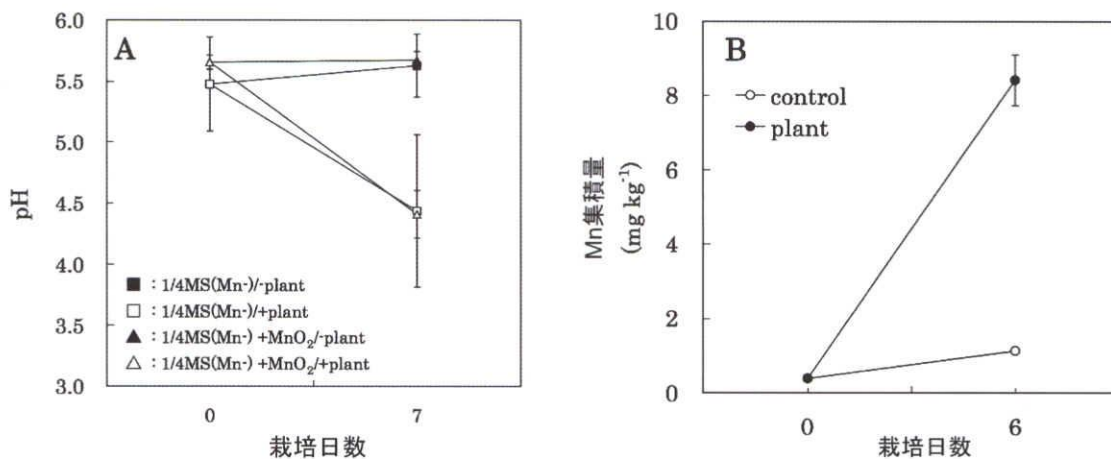 A
6.0
5.5
5.0
4.5
4.0
3.5
3.0
pH
■ : 1/4MS(Mn-)/-plant
□ : 1/4MS(Mn-)/+plant
▲ : 1/4MS(Mn-) +MnO₂/-plant
△ : 1/4MS(Mn-) +MnO₂/+plant
0
7
栽培日数
B
10
8
6
4
2
0
Mn集積量
(mg kg⁻¹)
control
plant
0
6
栽培日数